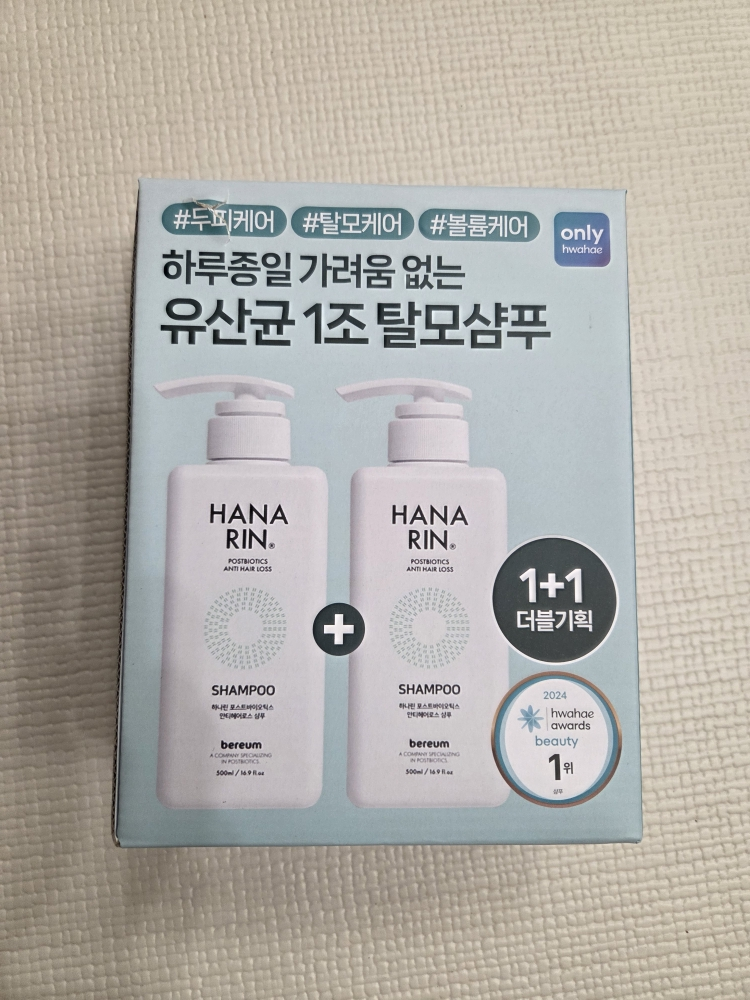 #두피케어 #탈모케어 #볼륨케어
only
hwahae
하루종일 가려움 없는
유산균 1조 탈모샴푸
HANA
RIN®
POSTBIOTICS
ANTI HAIR LOSS
SHAMPOO
하나린 포스트바이오틱스
안티헤어로스 샴푸
bereum
A COMPANY SPECIALIZING
IN POSTBIOTICS
500ml / 16.9 fl.oz
+
HANA
RIN®
POSTBIOTICS
ANTI HAIR LOSS
SHAMPOO
하나린 포스트바이오틱스
안티헤어로스 샴푸
bereum
A COMPANY SPECIALIZING
IN POSTBIOTICS
500ml / 16.9 fl.oz
1+1
더블기획
2024
hwahae
awards
beauty
1위
샴푸